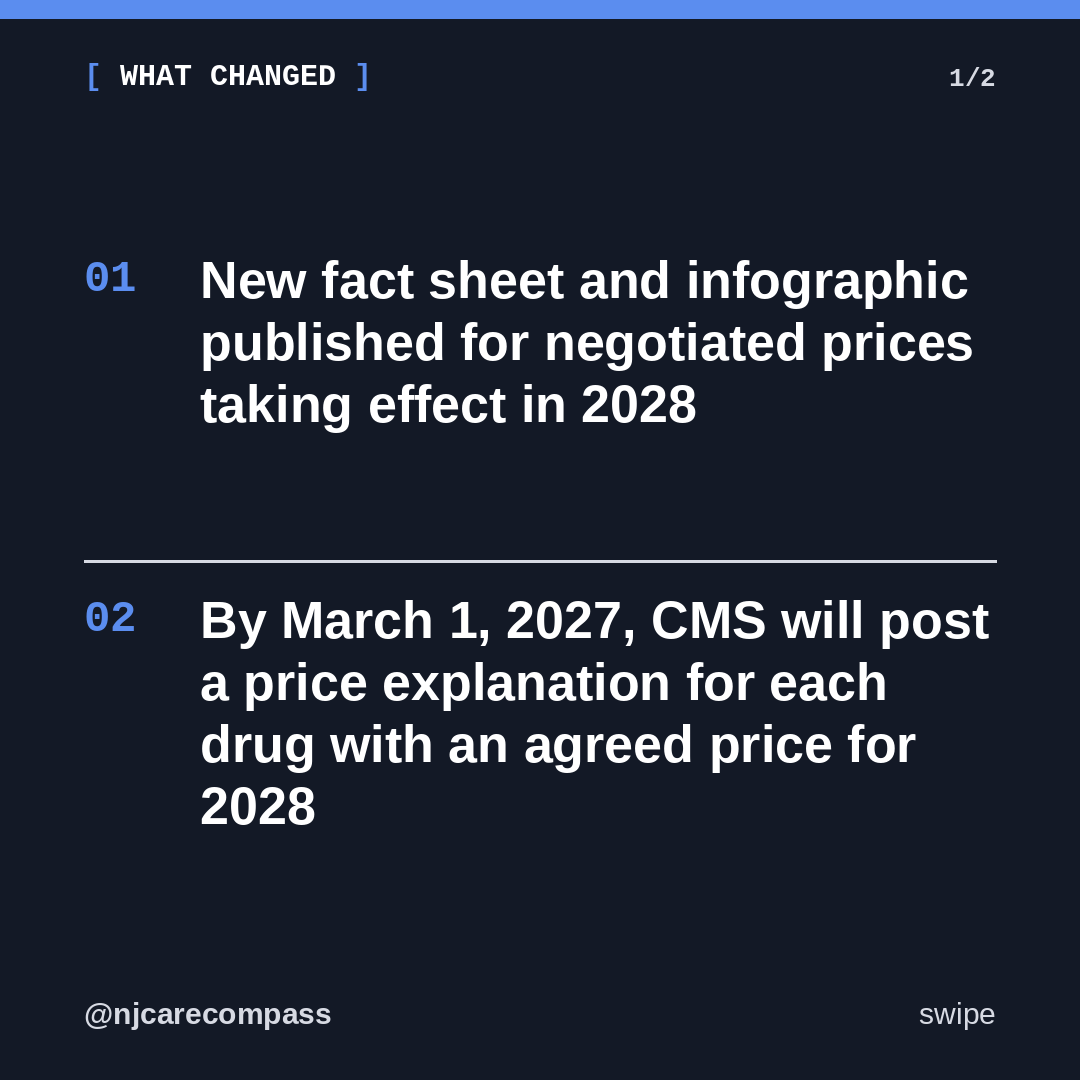 [ WHAT CHANGED ]
1/2
01
New fact sheet and infographic
published for negotiated prices
taking effect in 2028
02
By March 1, 2027, CMS will post
a price explanation for each
drug with an agreed price for
2028
@njcarecompass
swipe